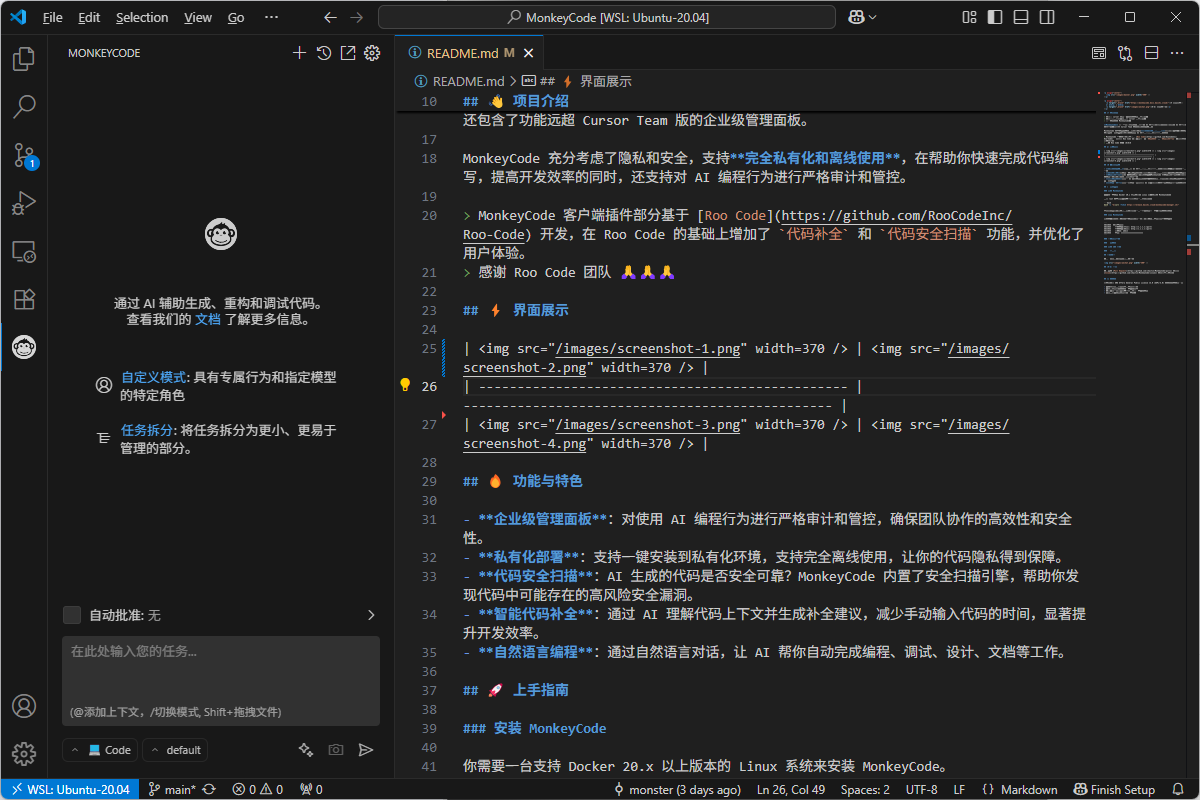 File Edit Selection View Go ··· MonkeyCode [WSL: Ubuntu-20.04]
MONKEYCODE
通过 AI 辅助生成、重构和调试代码。
查看我们的 文档 了解更多信息。
自定义模式: 具有专属行为和指定模型
的特定角色
任务拆分: 将任务拆分为更小、更易于
管理的部分。
自动批准: 无
在此处输入您的任务...
(@添加上下文, /切换模式, Shift+拖拽文件)
Code default
1
README.md M
README.md > ## ⚡ 界面展示
10 ## 👋 项目介绍
还包含了功能远超 Cursor Team 版的企业级管理面板。
17
18 MonkeyCode 充分考虑了隐私和安全，支持**完全私有化和离线使用**，在帮助你快速完成代码编
写，提高开发效率的同时，还支持对 AI 编程行为进行严格审计和管控。
19
20 > MonkeyCode 客户端插件部分基于 [Roo Code](https://github.com/RooCodeInc/
Roo-Code) 开发，在 Roo Code 的基础上增加了 `代码补全` 和 `代码安全扫描` 功能，并优化了
用户体验。
21 > 感谢 Roo Code 团队 🙏🙏🙏
22
23 ## ⚡ 界面展示
24
25 | <img src="/images/screenshot-1.png" width=370 /> | <img src="/images/
screenshot-2.png" width=370 /> |
26 | ------------------------------------------------ |
------------------------------------------------ |
27 | <img src="/images/screenshot-3.png" width=370 /> | <img src="/images/
screenshot-4.png" width=370 /> |
28
29 ## 🔥 功能与特色
30
31 - **企业级管理面板**：对使用 AI 编程行为进行严格审计和管控，确保团队协作的高效性和安全
性。
32 - **私有化部署**：支持一键安装到私有化环境，支持完全离线使用，让你的代码隐私得到保障。
33 - **代码安全扫描**：AI 生成的代码是否安全可靠？MonkeyCode 内置了安全扫描引擎，帮助你发
现代码中可能存在的高风险安全漏洞。
34 - **智能代码补全**：通过 AI 理解代码上下文并生成补全建议，减少手动输入代码的时间，显著提
升开发效率。
35 - **自然语言编程**：通过自然语言对话，让 AI 帮你自动完成编程、调试、设计、文档等工作。
36
37 ## 🚀 上手指南
38
39 ### 安装 MonkeyCode
40
41 你需要一台支持 Docker 20.x 以上版本的 Linux 系统来安装 MonkeyCode。
WSL: Ubuntu-20.04 main* 0 0 0 monster (3 days ago) Ln 26, Col 49 Spaces: 2 UTF-8 LF {} Markdown Finish Setup